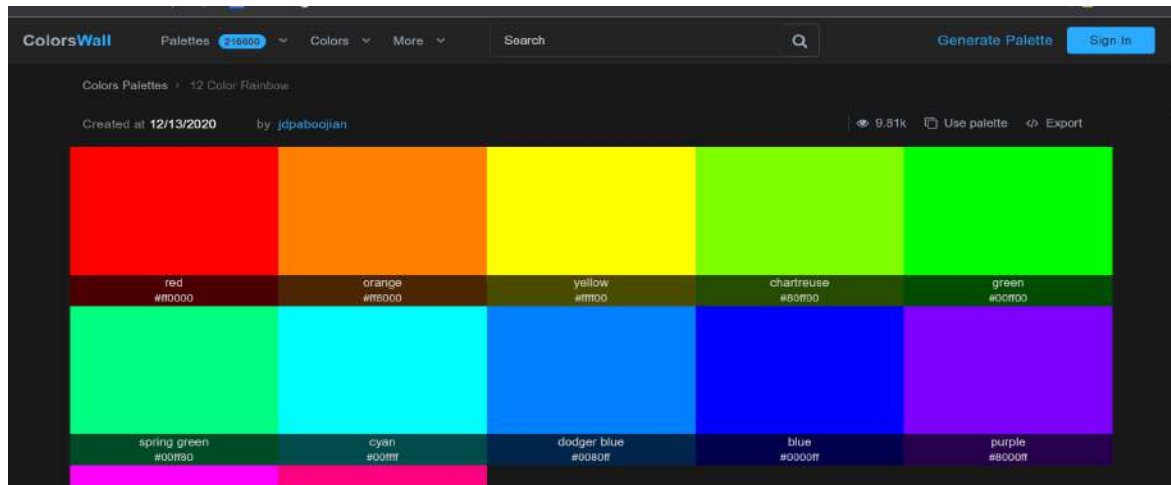 ColorsWall Palettes 216600 Colors More Search Generate Palette Sign In
Colors Palettes › 12 Color Rainbow
Created at 12/13/2020 by jdpaboojian 9.81k Use palette </> Export
red orange yellow chartreuse green
#ff0000 #ff8000 #ffff00 #80ff00 #00ff00
spring green cyan dodger blue blue purple
#00ff80 #00ffff #0080ff #0000ff #8000ff